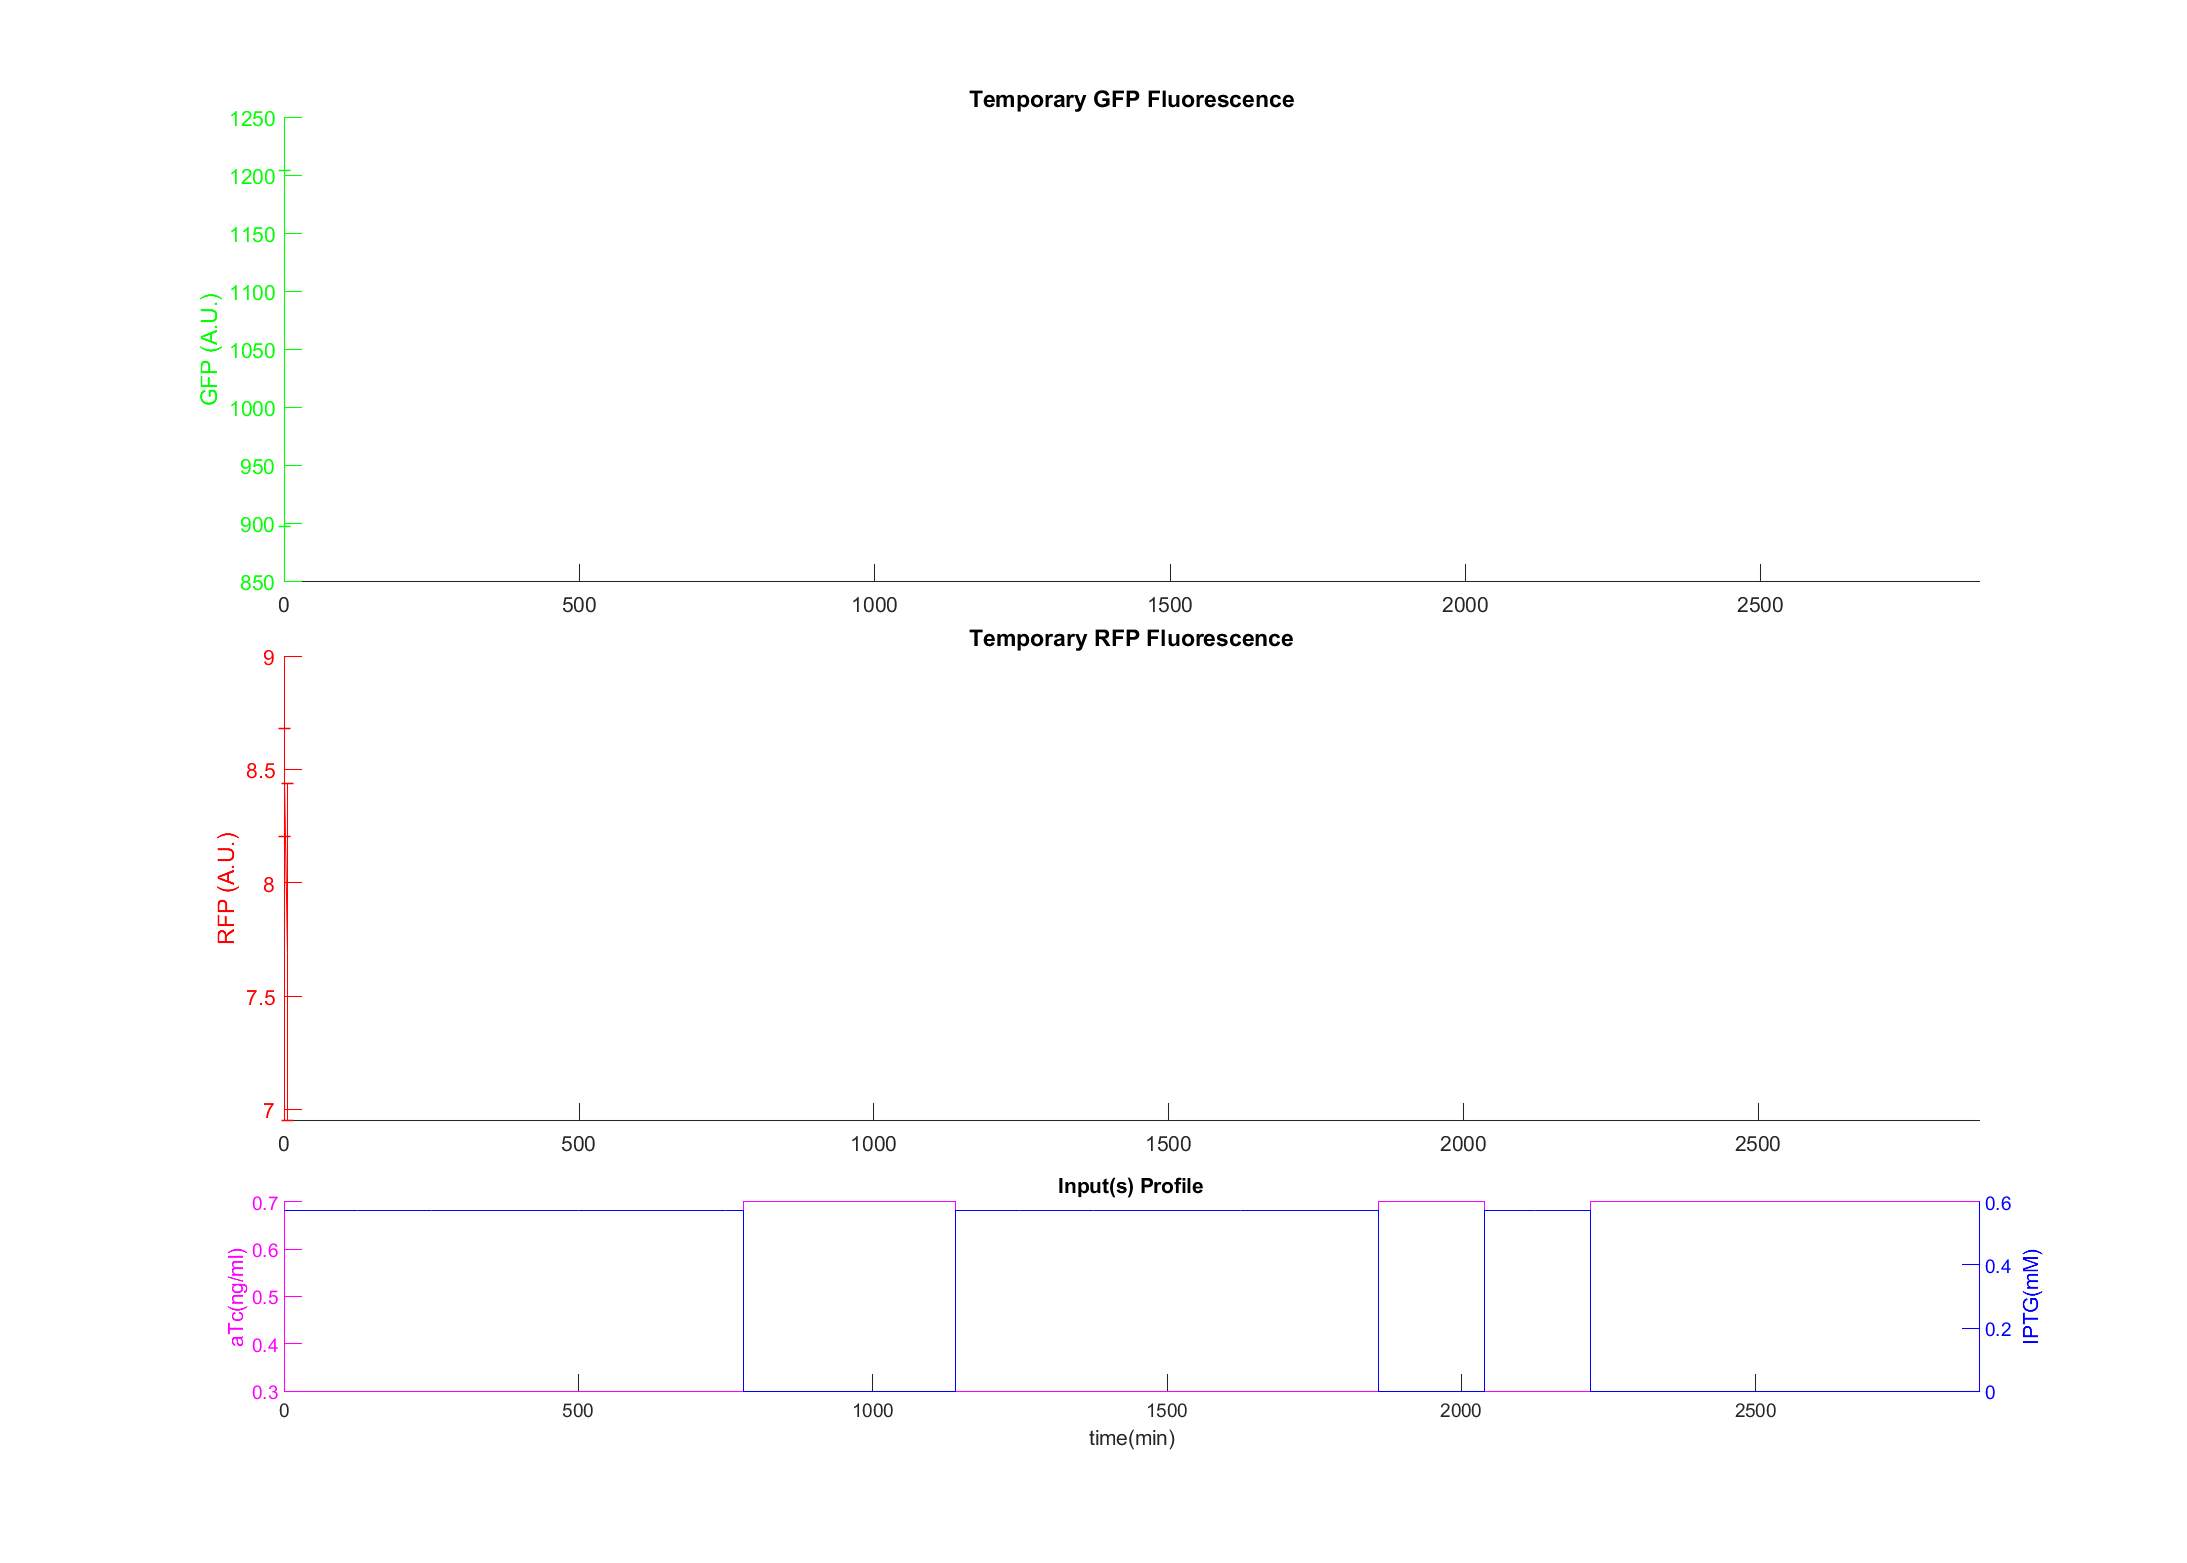 Temporary GFP Fluorescence
1250
1200
1150
1100
1050
1000
950
900
850
GFP (A.U.)
0 500 1000 1500 2000 2500
Temporary RFP Fluorescence
9
8.5
8
7.5
7
RFP (A.U.)
0 500 1000 1500 2000 2500
Input(s) Profile
0.7
0.6
0.5
0.4
0.3
aTc(ng/ml)
0.6
0.4
0.2
0
IPTG(mM)
0 500 1000 1500 2000 2500
time(min)